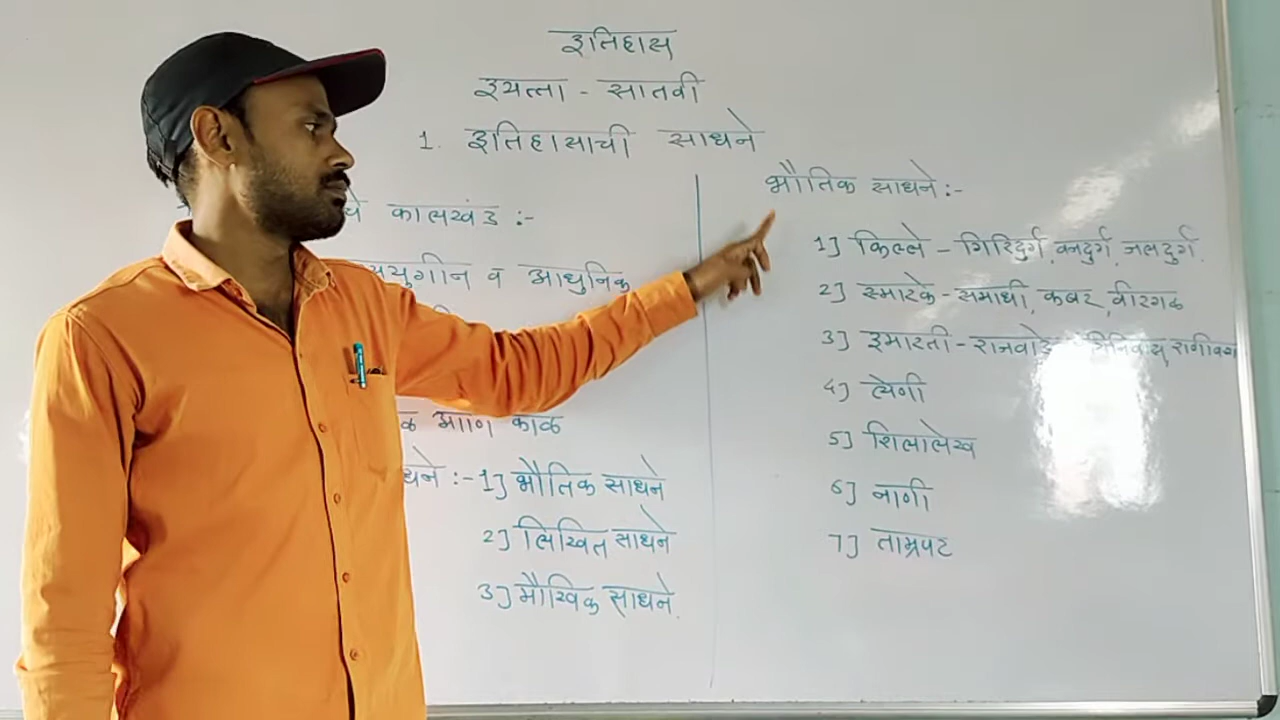 इतिहास
इयत्ता - सातवी
1. इतिहासाची साधने
कालखंड :-
व आधुनिक
आणि काळ
:- 1] भौतिक साधने
2] लिखित साधने
3] मौखिक साधने.
भौतिक साधने :-
1] किल्ले - गिरिदुर्ग, वनदुर्ग, जलदुर्ग.
2] स्मारके - समाधी, कबर, वीरगळ
3] इमारती -
4] लेणी
5] शिलालेख
6] नाणी
7] ताम्रपट